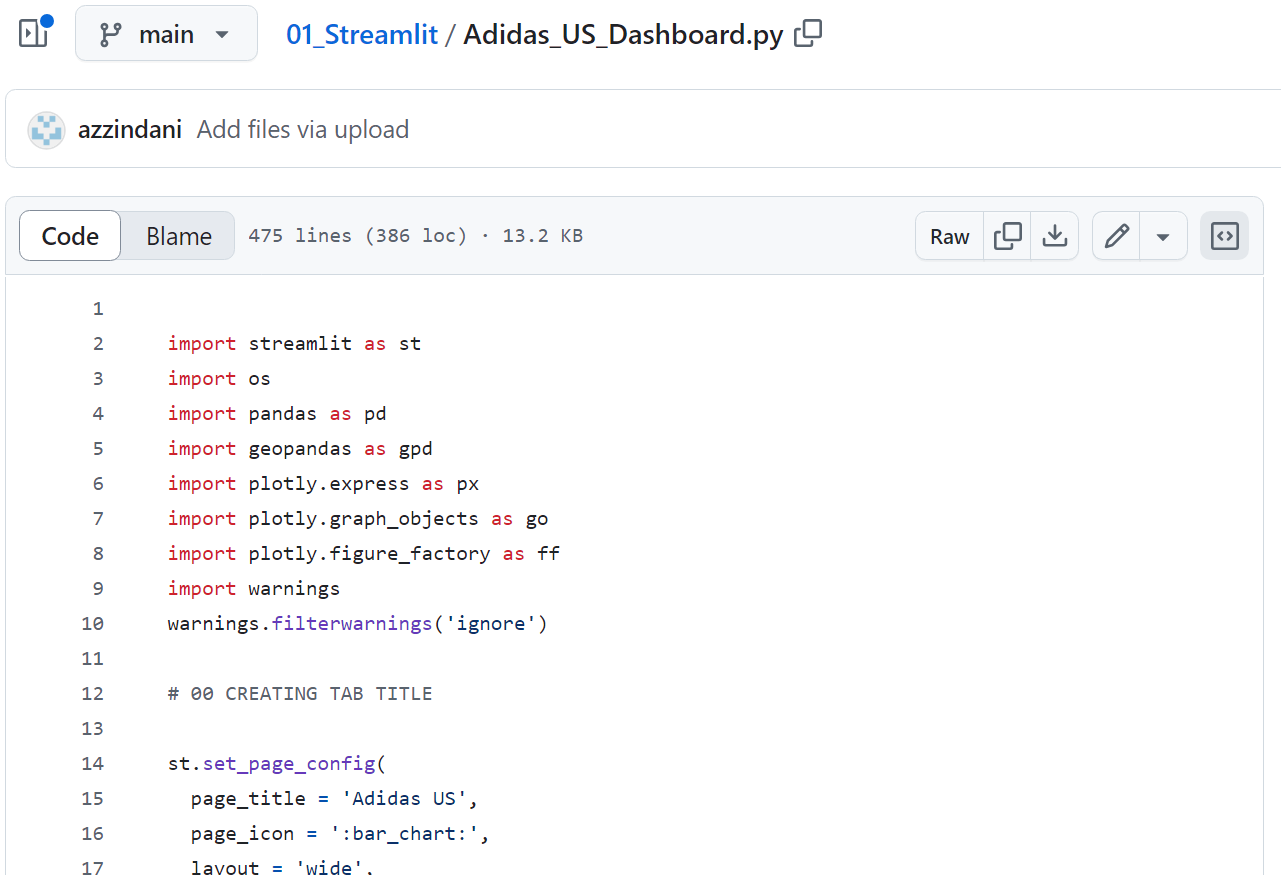 main
01_Streamlit / Adidas_US_Dashboard.py
azzindani Add files via upload
Code Blame 475 lines (386 loc) · 13.2 KB Raw
1
2 import streamlit as st
3 import os
4 import pandas as pd
5 import geopandas as gpd
6 import plotly.express as px
7 import plotly.graph_objects as go
8 import plotly.figure_factory as ff
9 import warnings
10 warnings.filterwarnings('ignore')
11
12 # 00 CREATING TAB TITLE
13
14 st.set_page_config(
15   page_title = 'Adidas US',
16   page_icon = ':bar_chart:',
17   layout = 'wide',